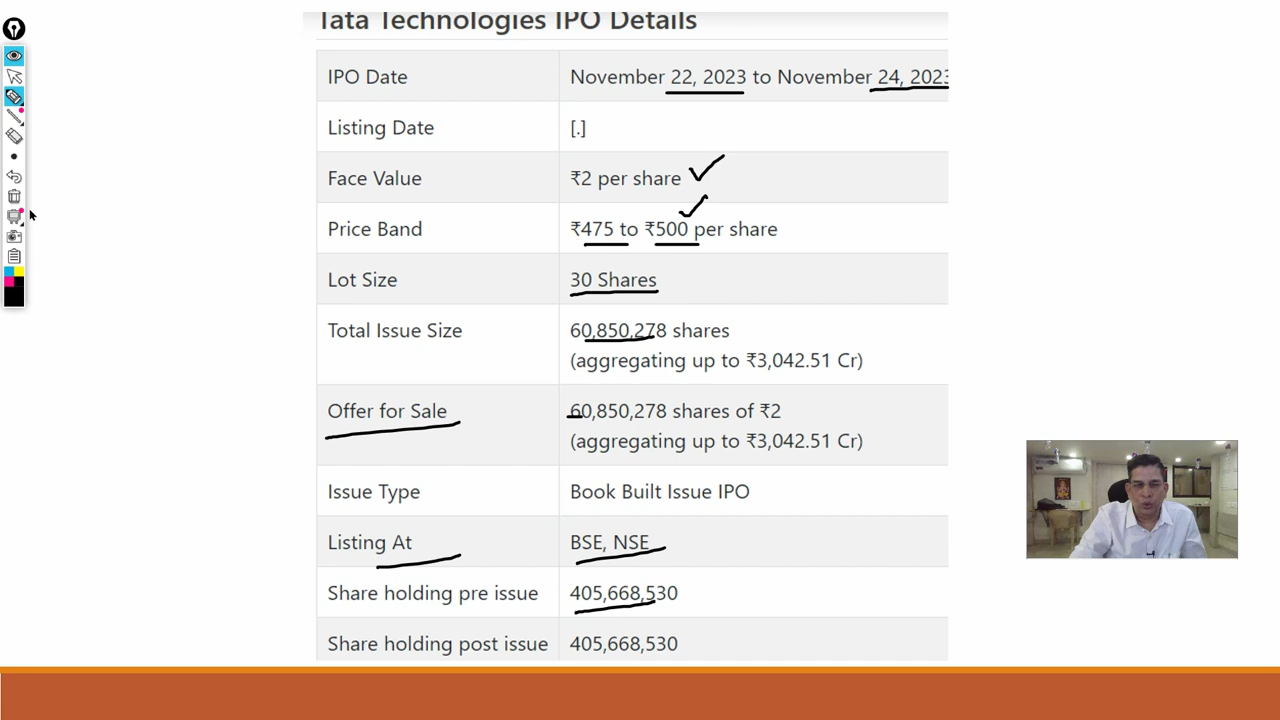 Tata Technologies IPO Details
IPO Date November 22, 2023 to November 24, 2023
Listing Date [.]
Face Value ₹2 per share
Price Band ₹475 to ₹500 per share
Lot Size 30 Shares
Total Issue Size 60,850,278 shares
(aggregating up to ₹3,042.51 Cr)
Offer for Sale 60,850,278 shares of ₹2
(aggregating up to ₹3,042.51 Cr)
Issue Type Book Built Issue IPO
Listing At BSE, NSE
Share holding pre issue 405,668,530
Share holding post issue 405,668,530